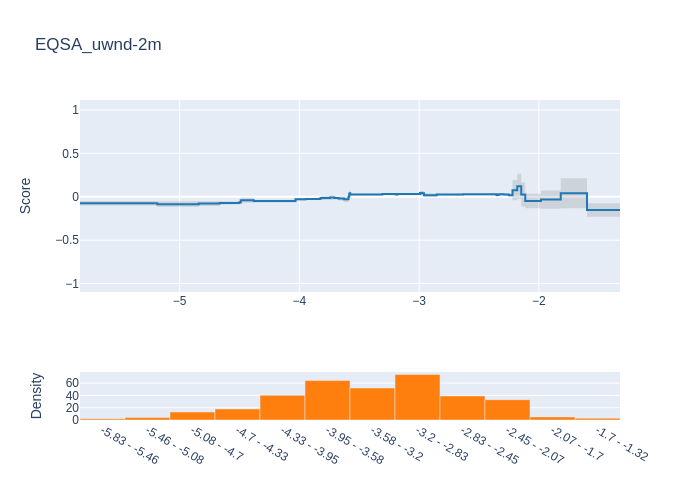 EQSA_uwnd-2m
1
0.5
0
−0.5
−1
Score
−5
−4
−3
−2
60
40
20
0
Density
-5.83 - -5.46
-5.46 - -5.08
-5.08 - -4.7
-4.7 - -4.33
-4.33 - -3.95
-3.95 - -3.58
-3.58 - -3.2
-3.2 - -2.83
-2.83 - -2.45
-2.45 - -2.07
-2.07 - -1.7
-1.7 - -1.32